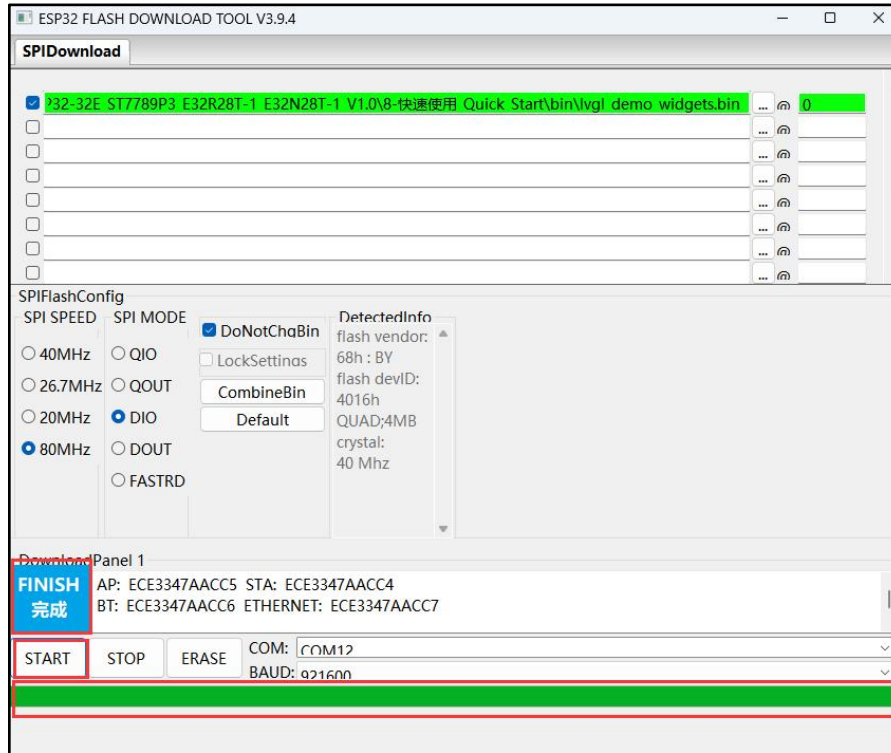 ESP32 FLASH DOWNLOAD TOOL V3.9.4
SPIDownload
?32-32E ST7789P3 E32R28T-1 E32N28T-1 V1.0\8-快速使用 Quick Start\bin\lvgl demo widgets.bin ... @ 0
... @
... @
... @
... @
... @
... @
... @
SPIFlashConfig
SPI SPEED SPI MODE DetectedInfo
DoNotChgBin flash vendor:
40MHz QIO LockSettings 68h : BY
26.7MHz QOUT CombineBin flash devID:
4016h
20MHz DIO Default QUAD;4MB
80MHz DOUT crystal:
40 Mhz
FASTRD
DownloadPanel 1
FINISH AP: ECE3347AACC5 STA: ECE3347AACC4
完成 BT: ECE3347AACC6 ETHERNET: ECE3347AACC7
START STOP ERASE COM: COM12
BAUD: 921600